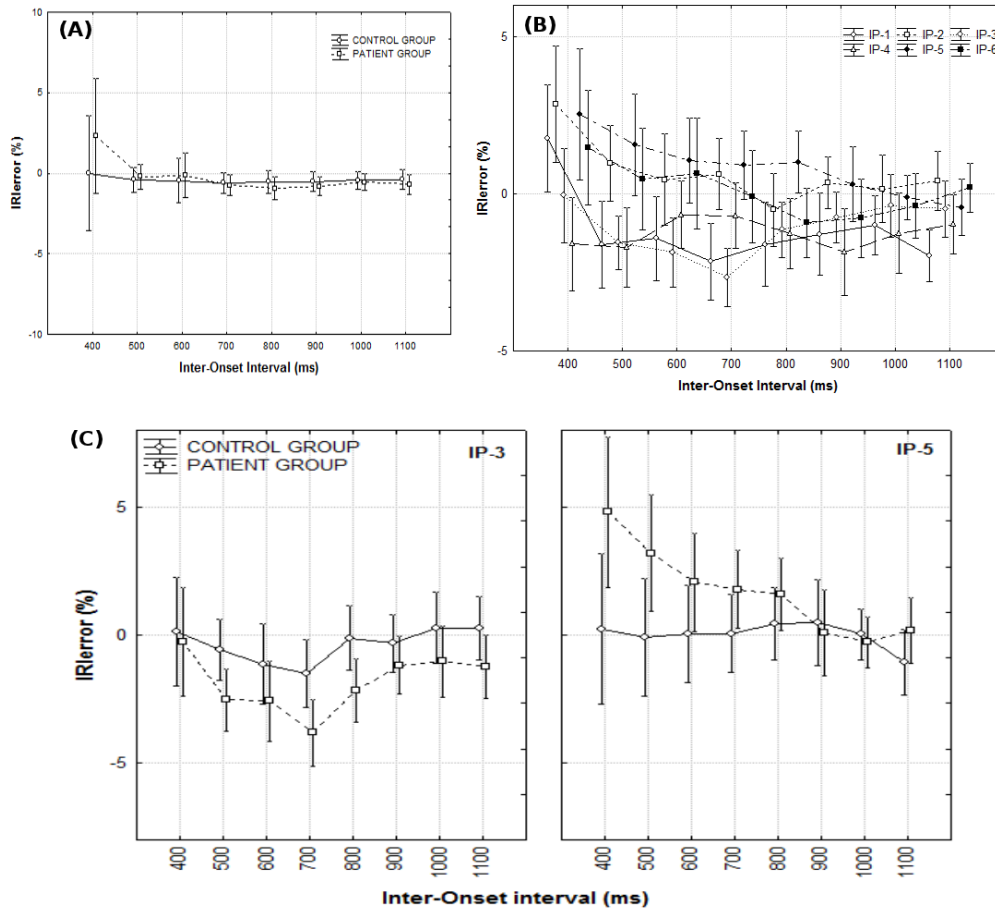 (A)
CONTROL GROUP
PATIENT GROUP
10
5
0
-5
-10
IRIerror (%)
400 500 600 700 800 900 1000 1100
Inter-Onset Interval (ms)
(B)
IP-1 IP-2 IP-3
IP-4 IP-5 IP-6
5
0
-5
IRIerror (%)
400 500 600 700 800 900 1000 1100
Inter-Onset Interval (ms)
(C)
CONTROL GROUP
PATIENT GROUP
IP-3
IP-5
5
0
-5
IRIerror (%)
400 500 600 700 800 900 1000 1100
400 500 600 700 800 900 1000 1100
Inter-Onset interval (ms)